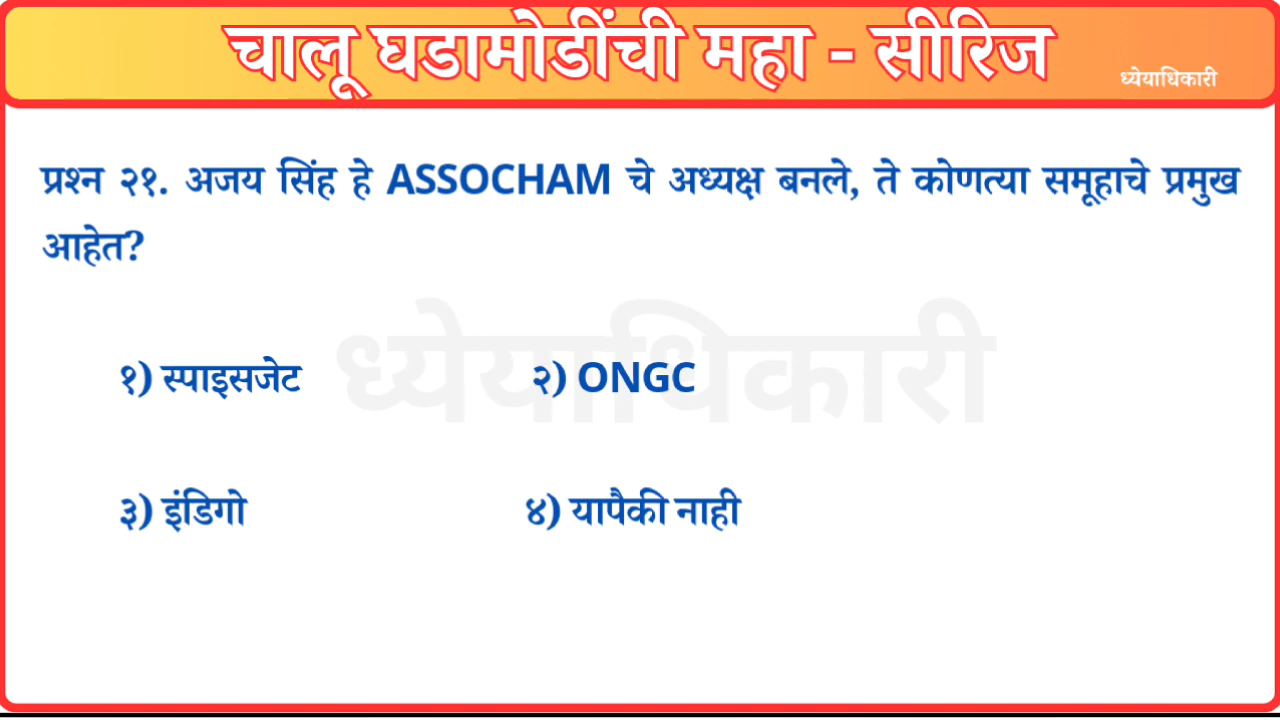 चालू घडामोडींची महा - सीरिज
ध्येयाधिकारी
प्रश्न २१. अजय सिंह हे ASSOCHAM चे अध्यक्ष बनले, ते कोणत्या समूहाचे प्रमुख
आहेत?
ध्येयाधिकारी
१) स्पाइसजेट २) ONGC
३) इंडिगो ४) यापैकी नाही